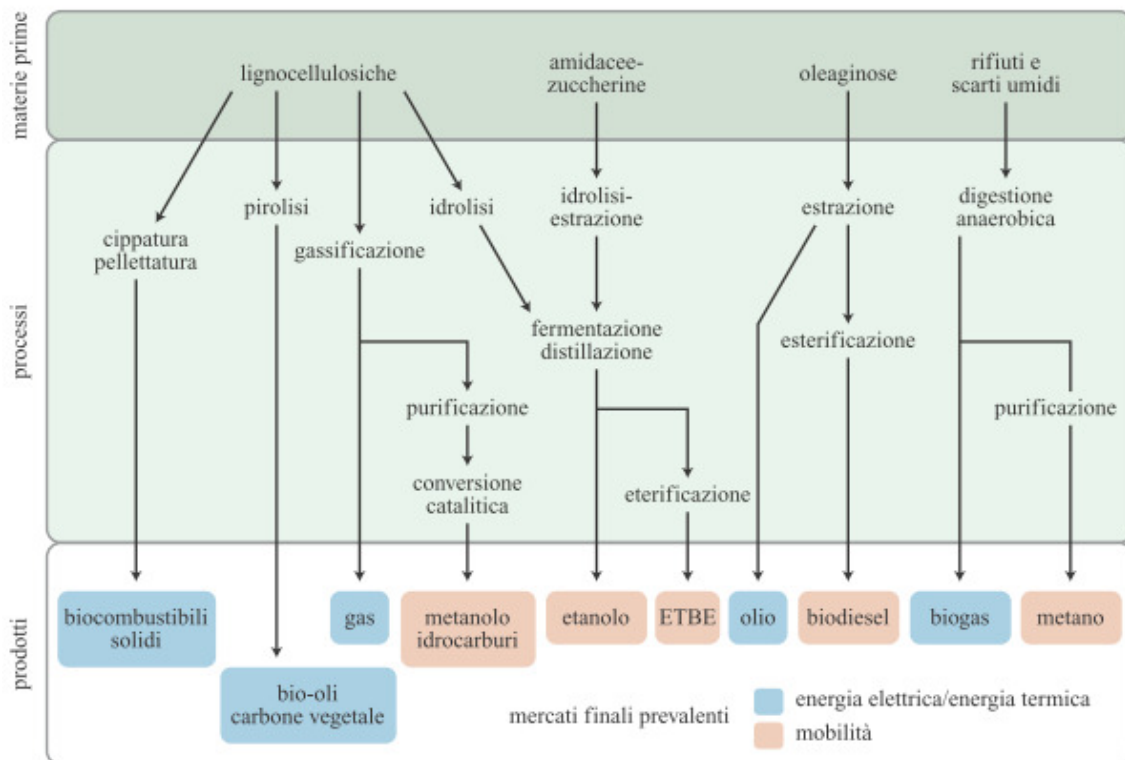 materie prime
lignocellulosiche
amidacee-
zuccherine
oleaginose
rifiuti e
scarti umidi
processi
cippatura
pellettatura
pirolisi
gassificazione
idrolisi
idrolisi-
estrazione
estrazione
digestione
anaerobica
fermentazione
distillazione
esterificazione
purificazione
purificazione
conversione
catalitica
eterificazione
prodotti
biocombustibili
solidi
bio-oli
carbone vegetale
gas
metanolo
idrocarburi
etanolo
ETBE
olio
biodiesel
biogas
metano
mercati finali prevalenti
energia elettrica/energia termica
mobilità